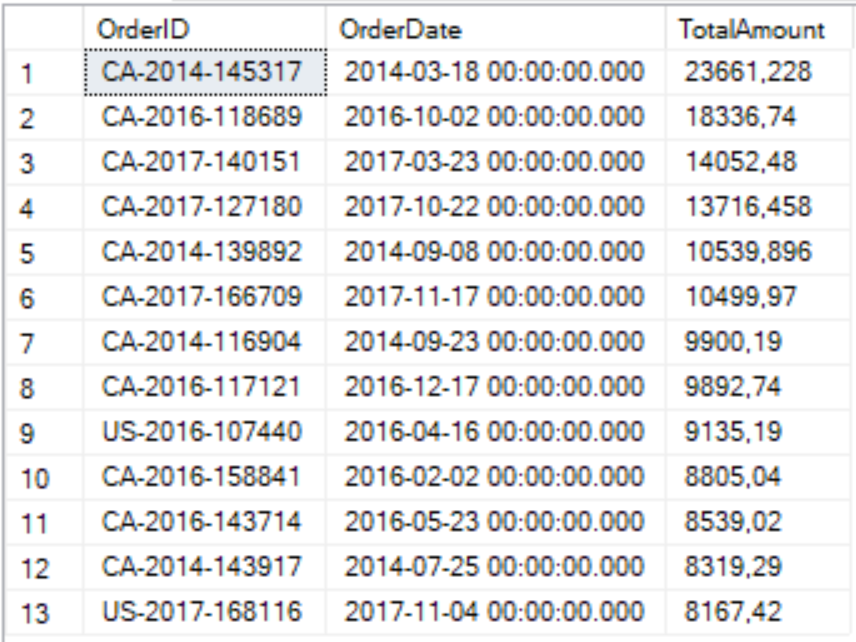 OrderID OrderDate TotalAmount
1 CA-2014-145317 2014-03-18 00:00:00.000 23661,228
2 CA-2016-118689 2016-10-02 00:00:00.000 18336,74
3 CA-2017-140151 2017-03-23 00:00:00.000 14052,48
4 CA-2017-127180 2017-10-22 00:00:00.000 13716,458
5 CA-2014-139892 2014-09-08 00:00:00.000 10539,896
6 CA-2017-166709 2017-11-17 00:00:00.000 10499,97
7 CA-2014-116904 2014-09-23 00:00:00.000 9900,19
8 CA-2016-117121 2016-12-17 00:00:00.000 9892,74
9 US-2016-107440 2016-04-16 00:00:00.000 9135,19
10 CA-2016-158841 2016-02-02 00:00:00.000 8805,04
11 CA-2016-143714 2016-05-23 00:00:00.000 8539,02
12 CA-2014-143917 2014-07-25 00:00:00.000 8319,29
13 US-2017-168116 2017-11-04 00:00:00.000 8167,42